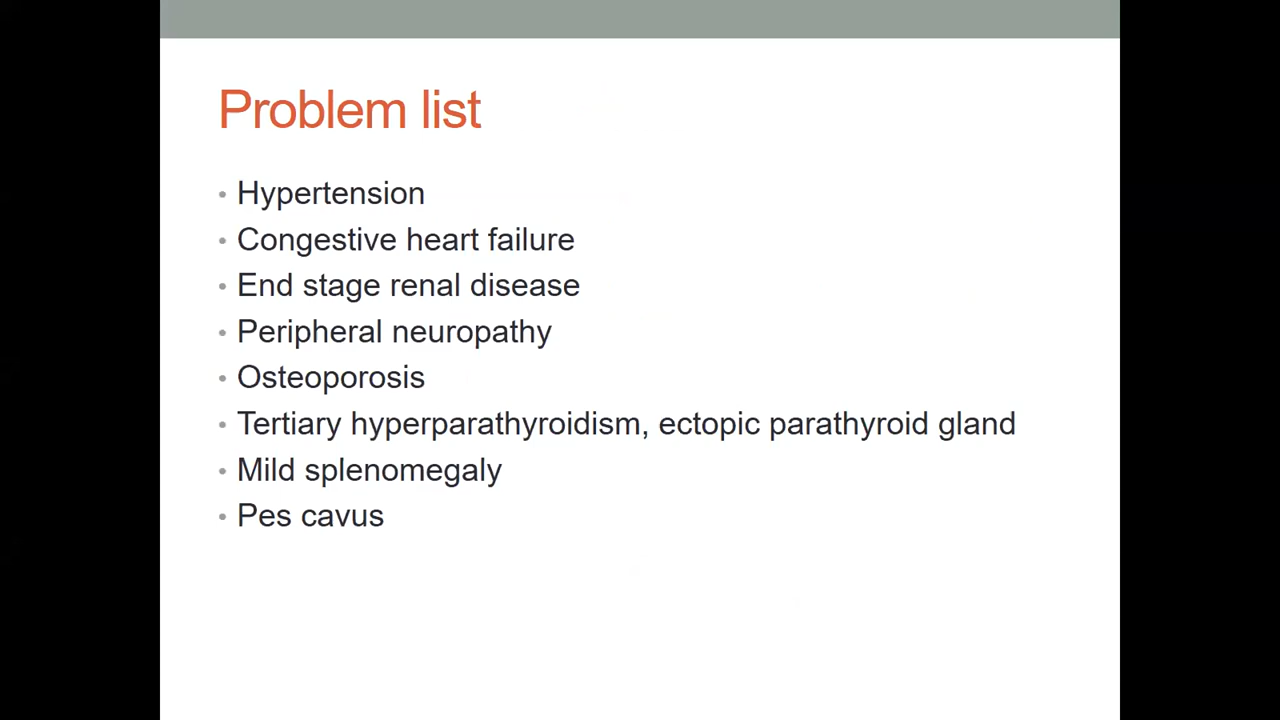 Problem list
• Hypertension
• Congestive heart failure
• End stage renal disease
• Peripheral neuropathy
• Osteoporosis
• Tertiary hyperparathyroidism, ectopic parathyroid gland
• Mild splenomegaly
• Pes cavus